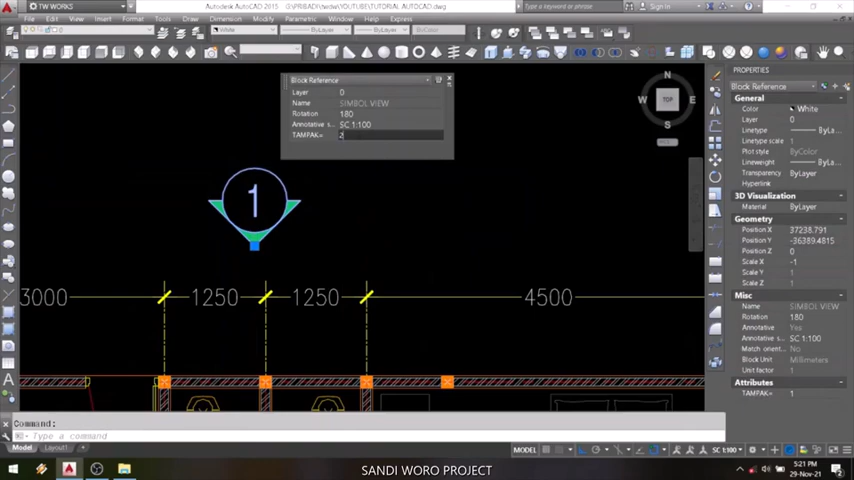 TW WORKS
Autodesk AutoCAD 2015 G:\PRIBADI\twdw\YOUTUBE\TUTORIAL AUTOCAD.dwg
Type a keyword or phrase
Sign In
File Edit View Insert Format Tools Draw Dimension Modify Parametric Window Help Express
White
ByLayer
ByLayer
ByColor
Block Reference
Layer 0
Name SIMBOL VIEW
Rotation 180
Annotative s... SC 1:100
TAMPAK= 2
TOP
N
W
E
S
1
3000
1250
1250
4500
PROPERTIES
Block Reference
General
Color White
Layer 0
Linetype ByLa...
Linetype scale 1
Plot style ByColor
Lineweight ByLa...
Transparency ByLayer
Hyperlink
3D Visualization
Material ByLayer
Geometry
Position X 37238.791
Position Y -36389.4815
Position Z 0
Scale X -1
Scale Y 1
Scale Z 1
Misc
Name SIMBOL VIEW
Rotation 180
Annotative Yes
Annotative s... SC 1:100
Match orient... No
Block Unit Millimeters
Unit factor 1
Attributes
TAMPAK= 1
Command:
Type a command
Model Layout1
MODEL
SC 1:100
SANDI WORO PROJECT
5:21 PM
29-Nov-21